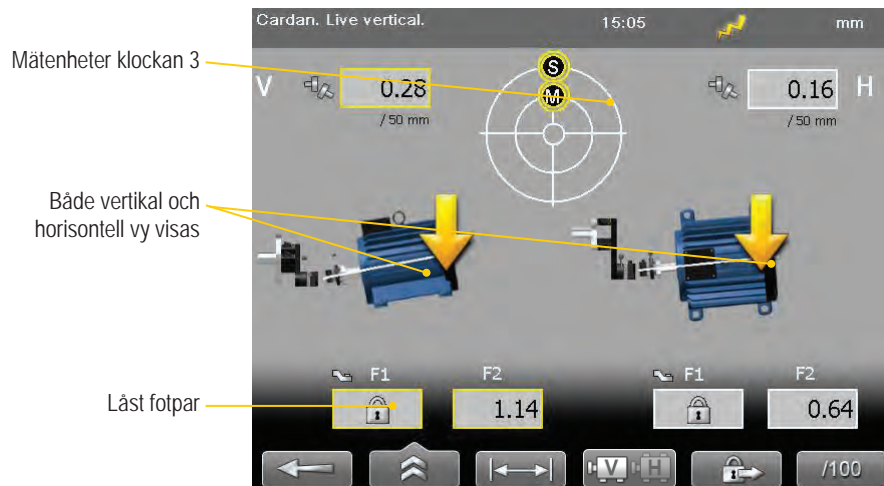 Cardan. Live vertical. 15:05 mm
Mätenheter klockan 3
V 0.28 S M 0.16 H
/ 50 mm / 50 mm
Både vertikal och
horisontell vy visas
F1 F2 F1 F2
Låst fotpar
1.14 0.64
V H /100